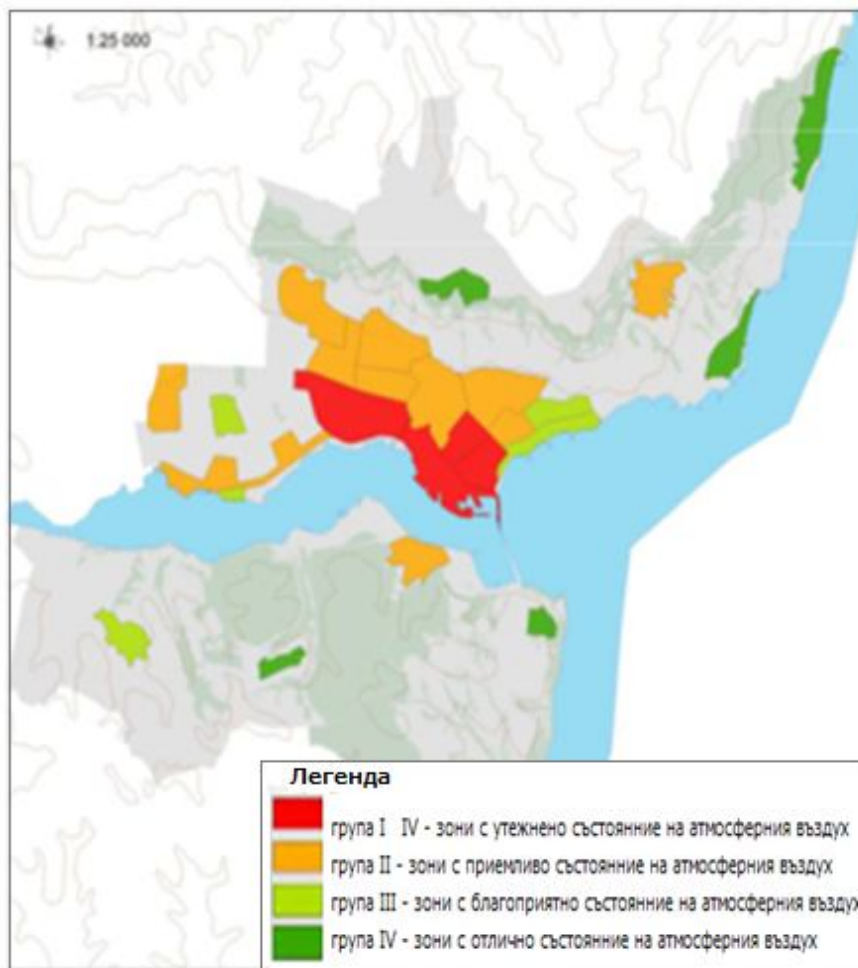 1:25 000
Легенда
група I IV - зони с утежнено състояние на атмосферния въздух
група II - зони с приемливо състояние на атмосферния въздух
група III - зони с благоприятно състояние на атмосферния въздух
група IV - зони с отлично състояние на атмосферния въздух